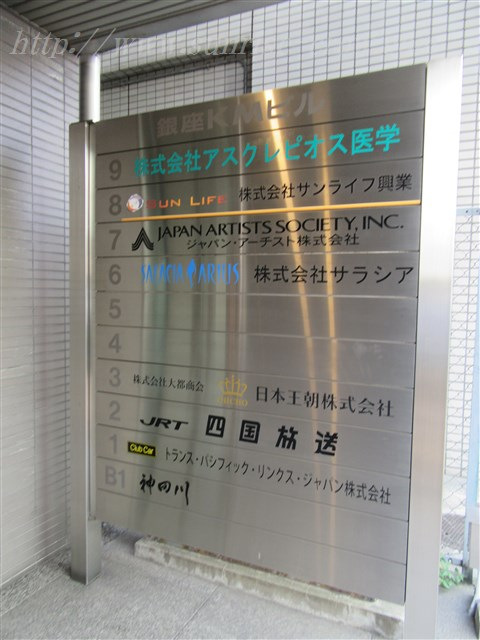 銀座KMビル
9 株式会社アスクレピオス医学
8 SUN LIFE 株式会社サンライフ興業
7 JAPAN ARTISTS SOCIETY, INC.
ジャパン・アーチスト株式会社
6 株式会社サラシア
5
4
3 株式会社大都商会 日本王朝株式会社
2 JRT 四国放送
1 Club Car トランス・パシフィック・リンクス・ジャパン株式会社
B1 神田川